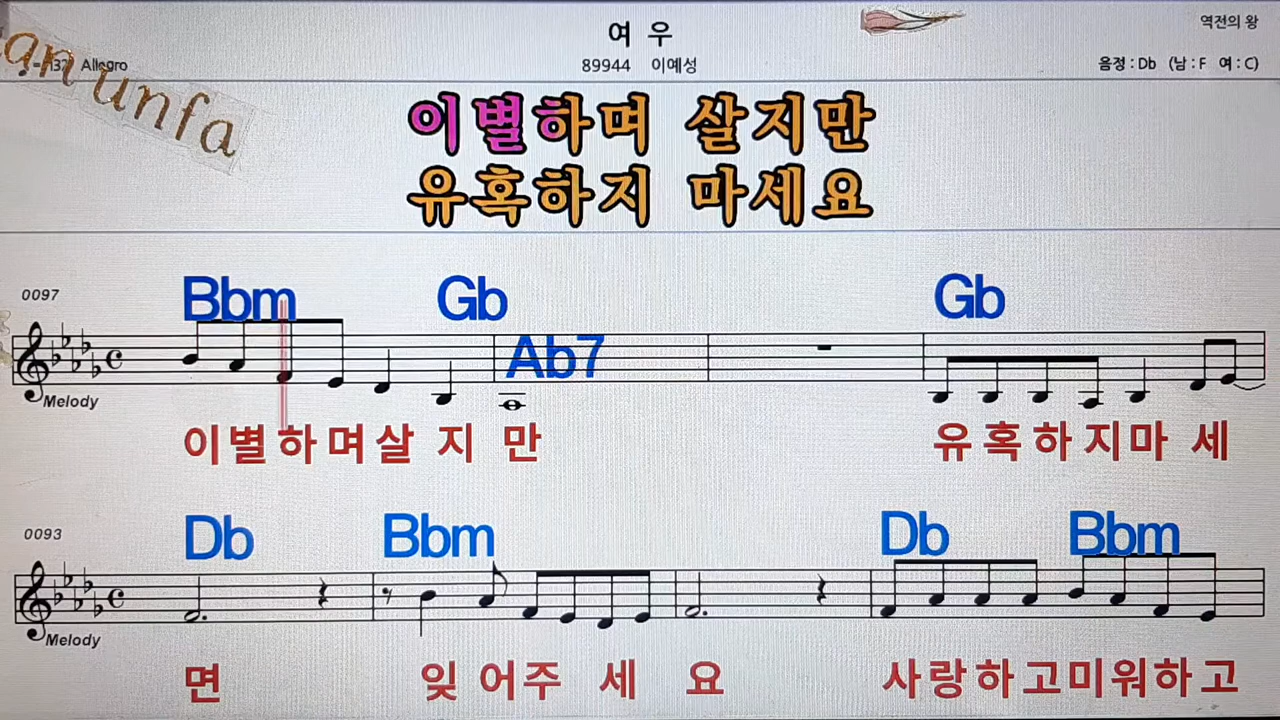 여 우
역전의 왕
an unfa
Allegro
89944 이예성
음정 : Db (남 : F 여 : C)
이별하며 살지만
유혹하지 마세요
0097
Bbm Gb Ab7 Gb
Melody
이별하며살 지 만 유혹하지마 세
0093
Db Bbm Db Bbm
Melody
면 잊 어주 세 요 사랑하고미워하고